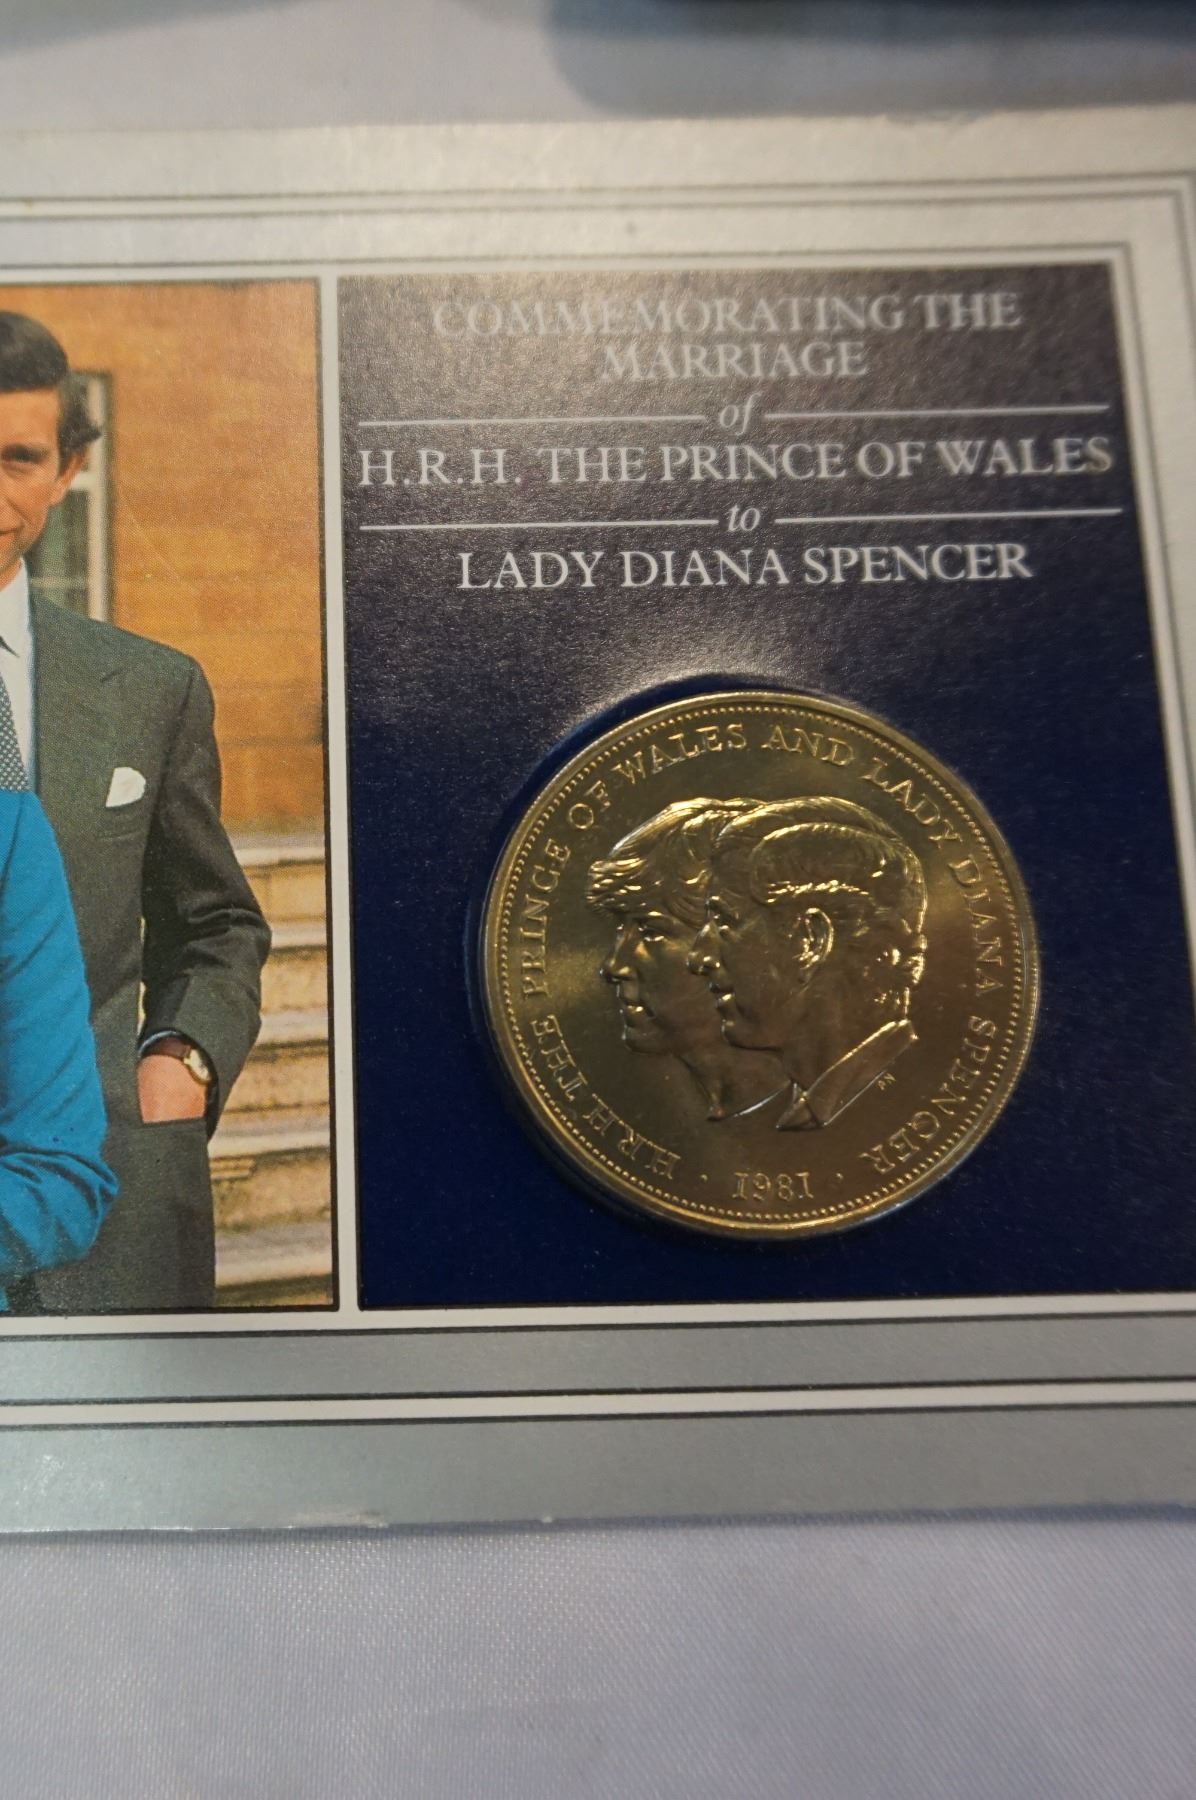 COMMEMORATING THE
MARRIAGE
of
H.R.H. THE PRINCE OF WALES
to
LADY DIANA SPENCER
H.R.H. THE PRINCE OF WALES AND LADY DIANA SPENCER
· 1981 ·
PN